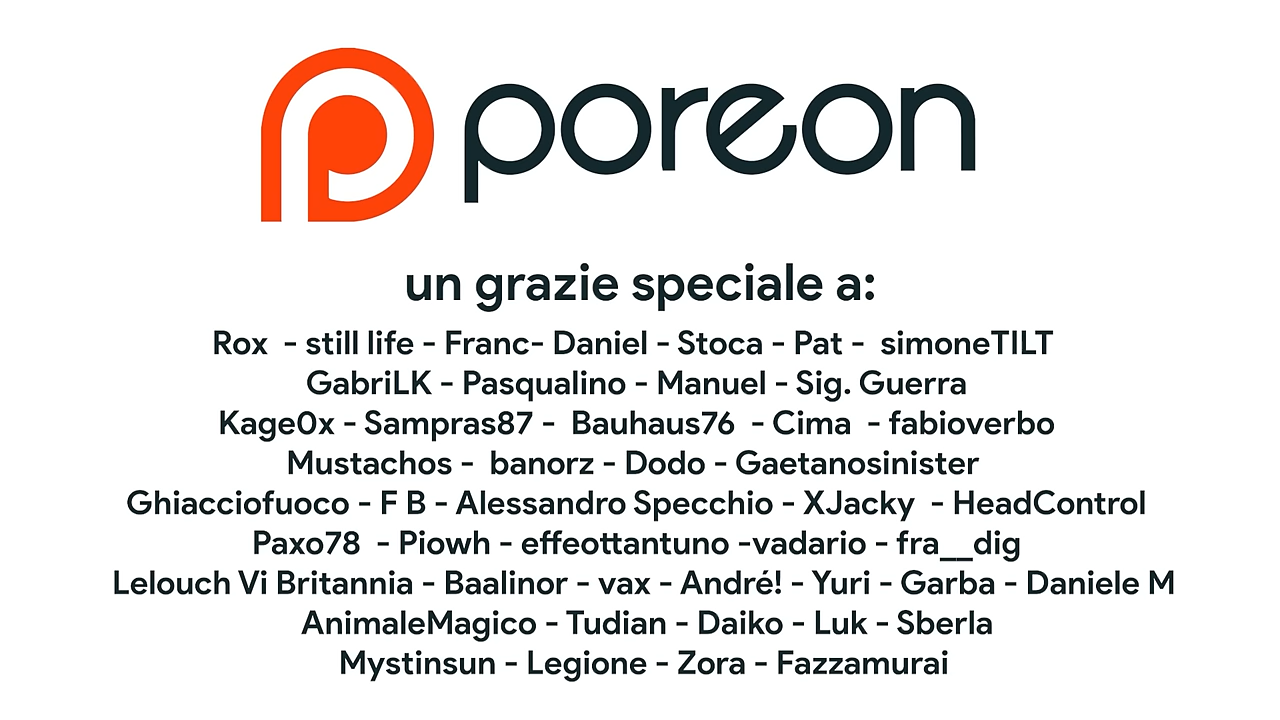 poreon
un grazie speciale a:
Rox - still life - Franc- Daniel - Stoca - Pat - simoneTILT
GabriLK - Pasqualino - Manuel - Sig. Guerra
Kage0x - Sampras87 - Bauhaus76 - Cima - fabioverbo
Mustachos - banorz - Dodo - Gaetanosinister
Ghiacciofuoco - F B - Alessandro Specchio - XJacky - HeadControl
Paxo78 - Piowh - effeottantuno -vadario - fra__dig
Lelouch Vi Britannia - Baalinor - vax - André! - Yuri - Garba - Daniele M
AnimaleMagico - Tudian - Daiko - Luk - Sberla
Mystinsun - Legione - Zora - Fazzamurai